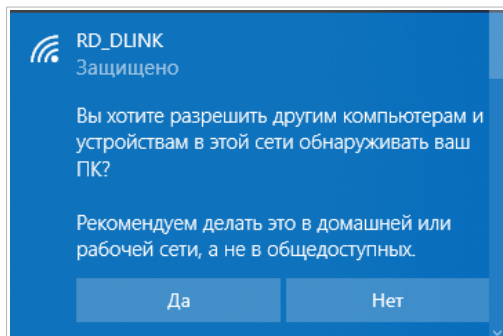 RD_DLINK
Защищено
Вы хотите разрешить другим компьютерам и
устройствам в этой сети обнаруживать ваш
ПК?
Рекомендуем делать это в домашней или
рабочей сети, а не в общедоступных.
Да Нет